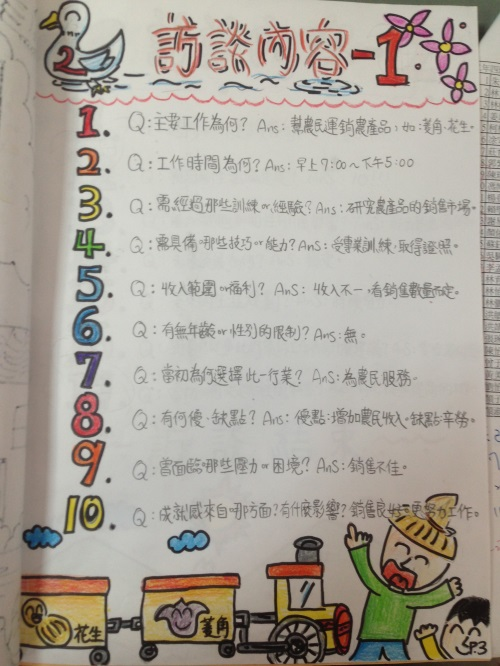 2
訪談內容-1
1. Q:主要工作為何? Ans:幫農民運銷農產品,如:菱角、花生。
2. Q:工作時間為何? Ans:早上7:00~下午5:00
3. Q:需經過那些訓練or經驗? Ans:研究農產品的銷售市場。
4. Q:需具備那些技巧or能力? Ans:受專業訓練,取得證照。
5. Q:收入範圍or福利? Ans:收入不一,看銷售數量而定。
6. Q:有無年齡or性別的限制? Ans:無。
7. Q:當初為何選擇此一行業? Ans:為農民服務。
8. Q:有何優、缺點? Ans:優點:增加農民收入。缺點:辛勞。
9. Q:當面臨哪些壓力or困境? Ans:銷售不佳。
10. Q:成就感來自哪方面?有什麼影響?銷售良好,更努力工作。
花生
菱角
SP3